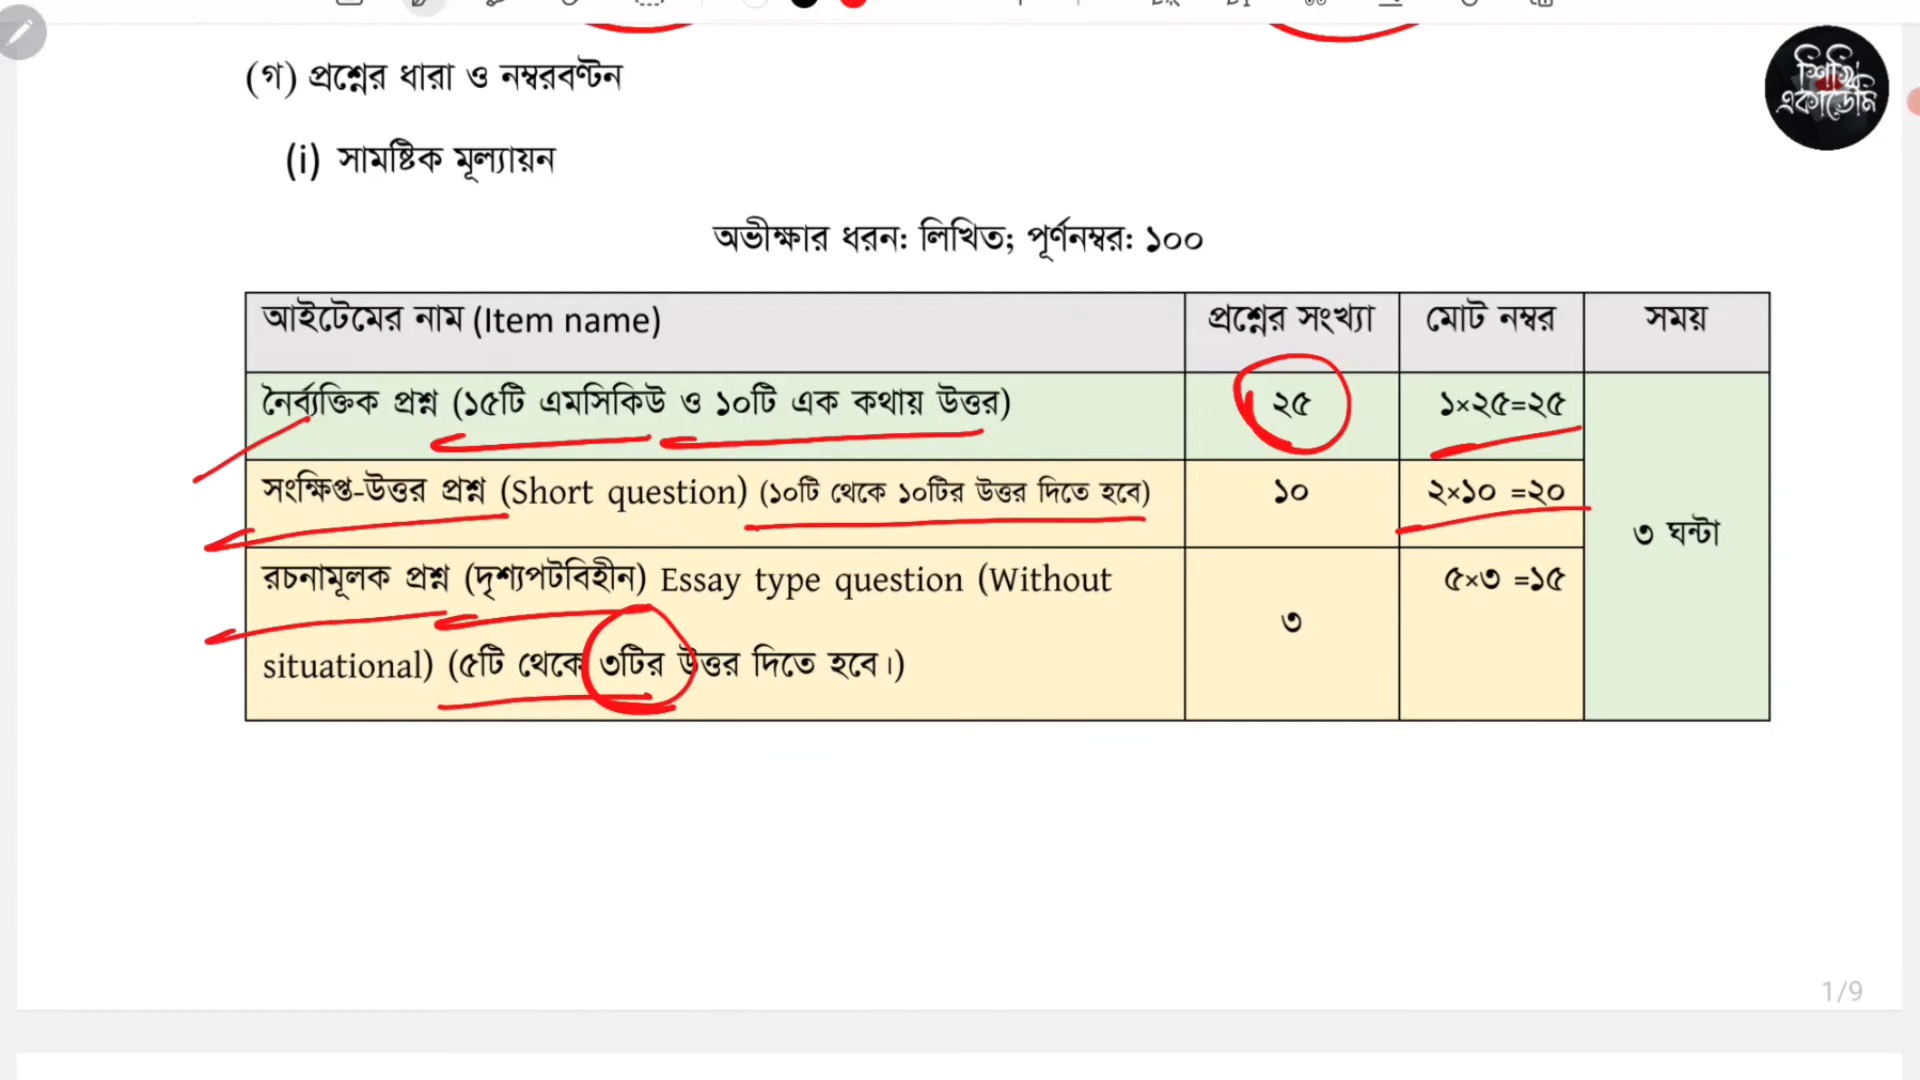 শিখি
একাডেমি
(গ) প্রশ্নের ধারা ও নম্বরবণ্টন
(i) সামষ্টিক মূল্যায়ন
অভীক্ষার ধরন: লিখিত; পূর্ণনম্বর: ১০০
আইটেমের নাম (Item name) প্রশ্নের সংখ্যা মোট নম্বর সময়
নৈর্ব্যক্তিক প্রশ্ন (১৫টি এমসিকিউ ও ১০টি এক কথায় উত্তর) ২৫ ১×২৫=২৫
সংক্ষিপ্ত-উত্তর প্রশ্ন (Short question) (১০টি থেকে ১০টির উত্তর দিতে হবে) ১০ ২×১০ =২০
৩ ঘন্টা
রচনামূলক প্রশ্ন (দৃশ্যপটবিহীন) Essay type question (Without ৫×৩ =১৫
৩
situational) (৫টি থেকে ৩টির উত্তর দিতে হবে।)
1/9